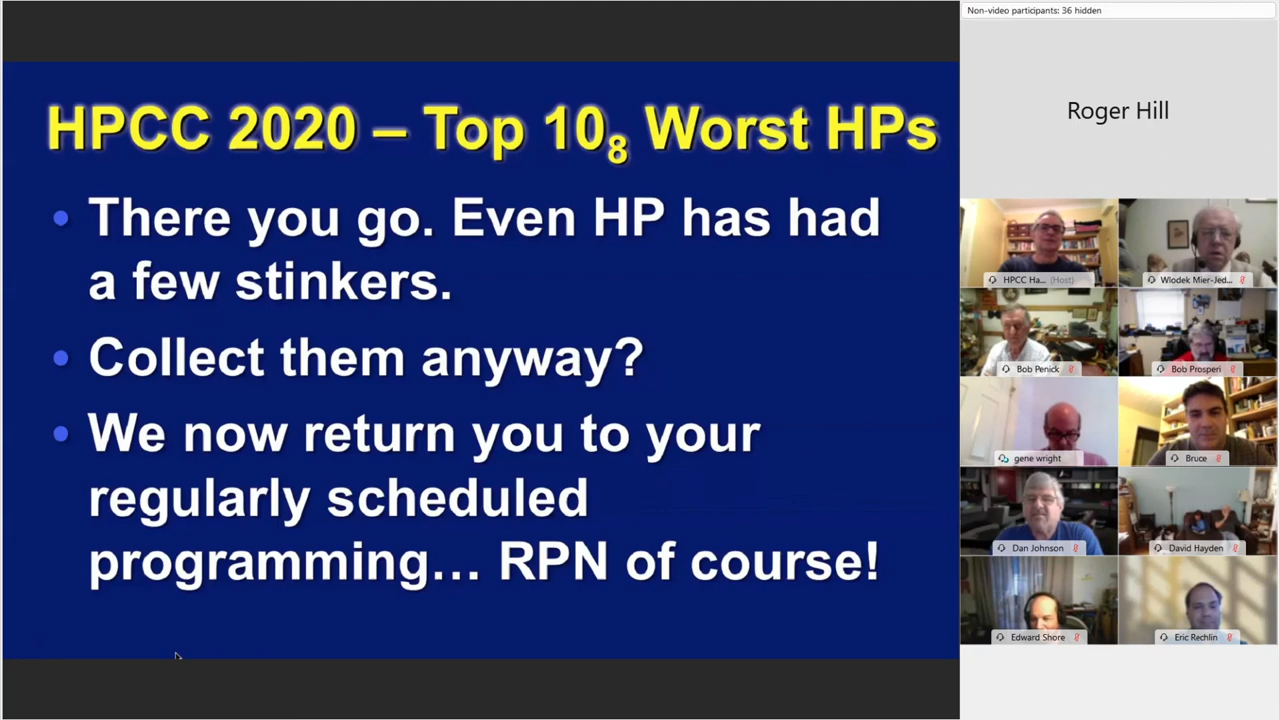 Non-video participants: 36 hidden
HPCC 2020 – Top 10₈ Worst HPs
• There you go. Even HP has had
a few stinkers.
• Collect them anyway?
• We now return you to your
regularly scheduled
programming… RPN of course!
Roger Hill
HPCC Ha... (Host)
Wlodek Mier-Jed...
Bob Penick
Bob Prosperi
gene wright
Bruce
Dan Johnson
David Hayden
Edward Shore
Eric Rechlin